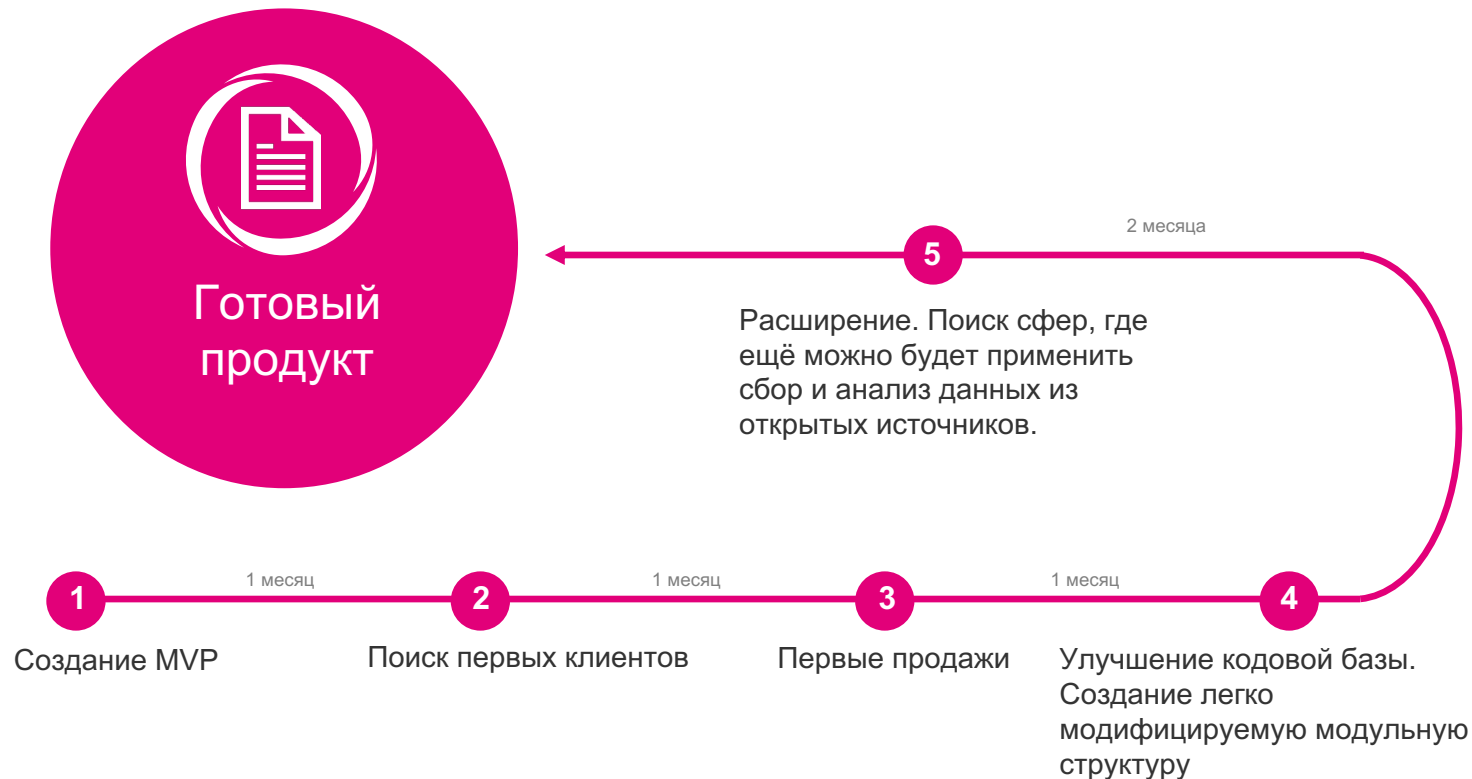 Готовый
продукт
2 месяца
5
Расширение. Поиск сфер, где
ещё можно будет применить
сбор и анализ данных из
открытых источников.
1 месяц
1 месяц
1 месяц
1
2
3
4
Создание MVP
Поиск первых клиентов
Первые продажи
Улучшение кодовой базы.
Создание легко
модифицируемую модульную
структуру